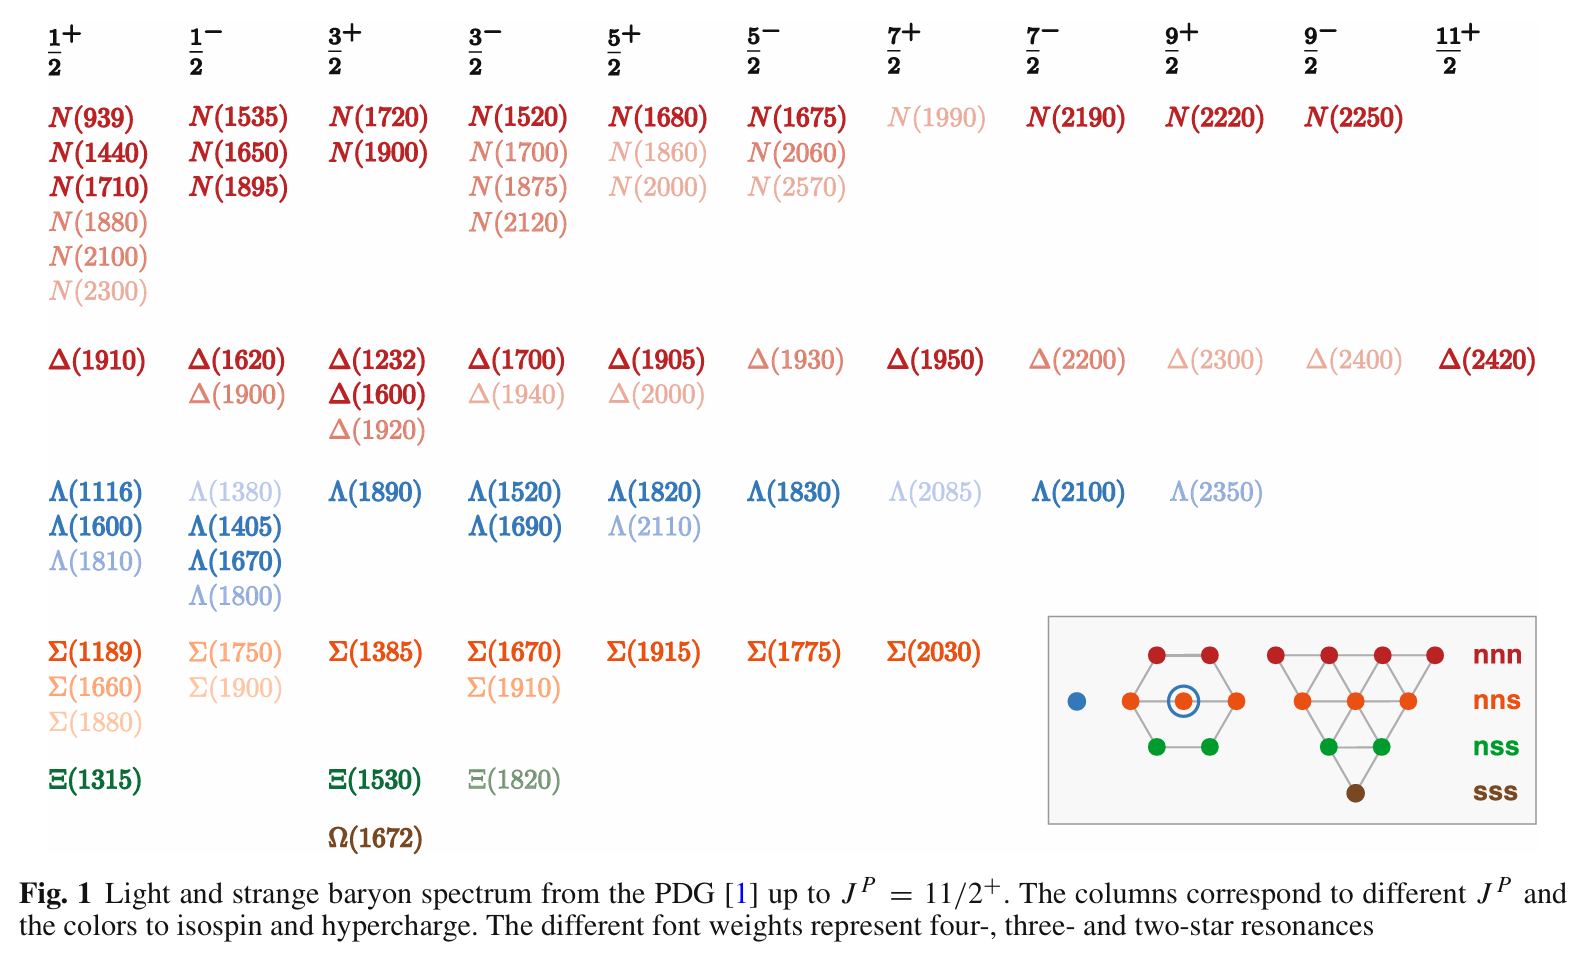 1/2+ 1/2− 3/2+ 3/2− 5/2+ 5/2− 7/2+ 7/2− 9/2+ 9/2− 11/2+
N(939) N(1535) N(1720) N(1520) N(1680) N(1675) N(1990) N(2190) N(2220) N(2250)
N(1440) N(1650) N(1900) N(1700) N(1860) N(2060)
N(1710) N(1895) N(1875) N(2000) N(2570)
N(1880) N(2120)
N(2100)
N(2300)
Δ(1910) Δ(1620) Δ(1232) Δ(1700) Δ(1905) Δ(1930) Δ(1950) Δ(2200) Δ(2300) Δ(2400) Δ(2420)
Δ(1900) Δ(1600) Δ(1940) Δ(2000)
Δ(1920)
Λ(1116) Λ(1380) Λ(1890) Λ(1520) Λ(1820) Λ(1830) Λ(2085) Λ(2100) Λ(2350)
Λ(1600) Λ(1405) Λ(1690) Λ(2110)
Λ(1810) Λ(1670)
Λ(1800)
Σ(1189) Σ(1750) Σ(1385) Σ(1670) Σ(1915) Σ(1775) Σ(2030)
Σ(1660) Σ(1900) Σ(1910)
Σ(1880)
Ξ(1315) Ξ(1530) Ξ(1820)
Ω(1672)
nnn
nns
nss
sss
Fig. 1 Light and strange baryon spectrum from the PDG [1] up to J^P = 11/2+. The columns correspond to different J^P and
the colors to isospin and hypercharge. The different font weights represent four-, three- and two-star resonances